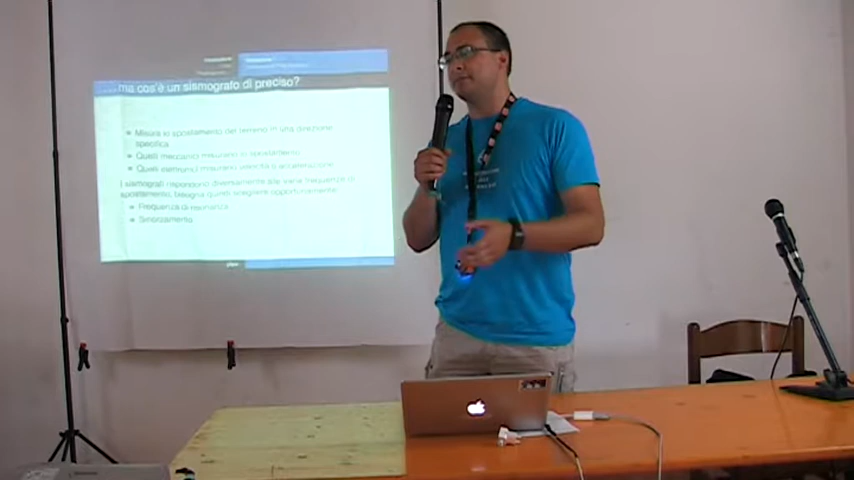 ma cos'è un sismografo di preciso?
Misura lo spostamento del terreno in una direzione
specifica
Quelli meccanici misurano lo spostamento
Quelli elettronici misurano velocità o accelerazione
I sismografi rispondono diversamente alle varie frequenze di
spostamento, bisogna quindi scegliere opportunamente:
Frequenza di risonanza
Smorzamento